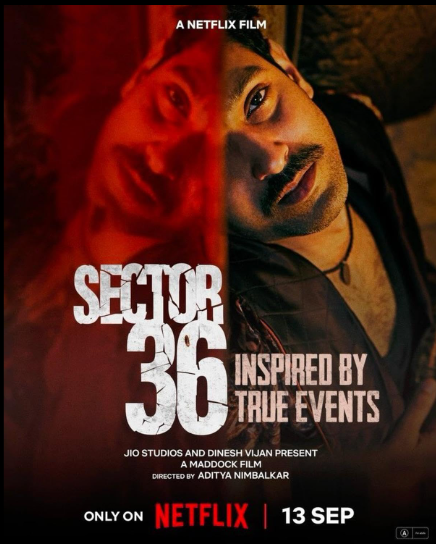 A NETFLIX FILM
SECTOR
36
INSPIRED BY
TRUE EVENTS
JIO STUDIOS AND DINESH VIJAN PRESENT
A MADDOCK FILM
DIRECTED BY ADITYA NIMBALKAR
ONLY ON NETFLIX | 13 SEP